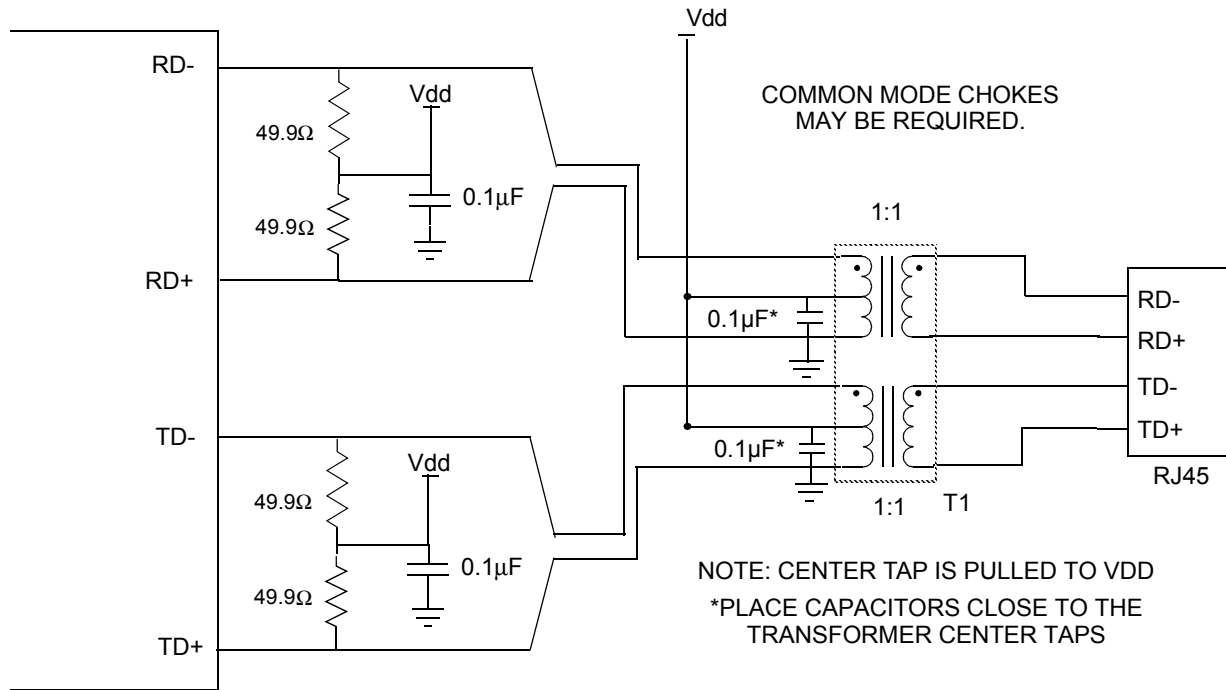 Vdd
RD-
Vdd
COMMON MODE CHOKES
MAY BE REQUIRED.
49.9Ω
0.1μF
49.9Ω
1:1
RD+
RD-
0.1µF*
RD+
TD-
TD-
TD+
Vdd
0.1µF*
RJ45
49.9Ω
1:1
T1
0.1μF
NOTE: CENTER TAP IS PULLED TO VDD
49.9Ω
*PLACE CAPACITORS CLOSE TO THE
TRANSFORMER CENTER TAPS
TD+